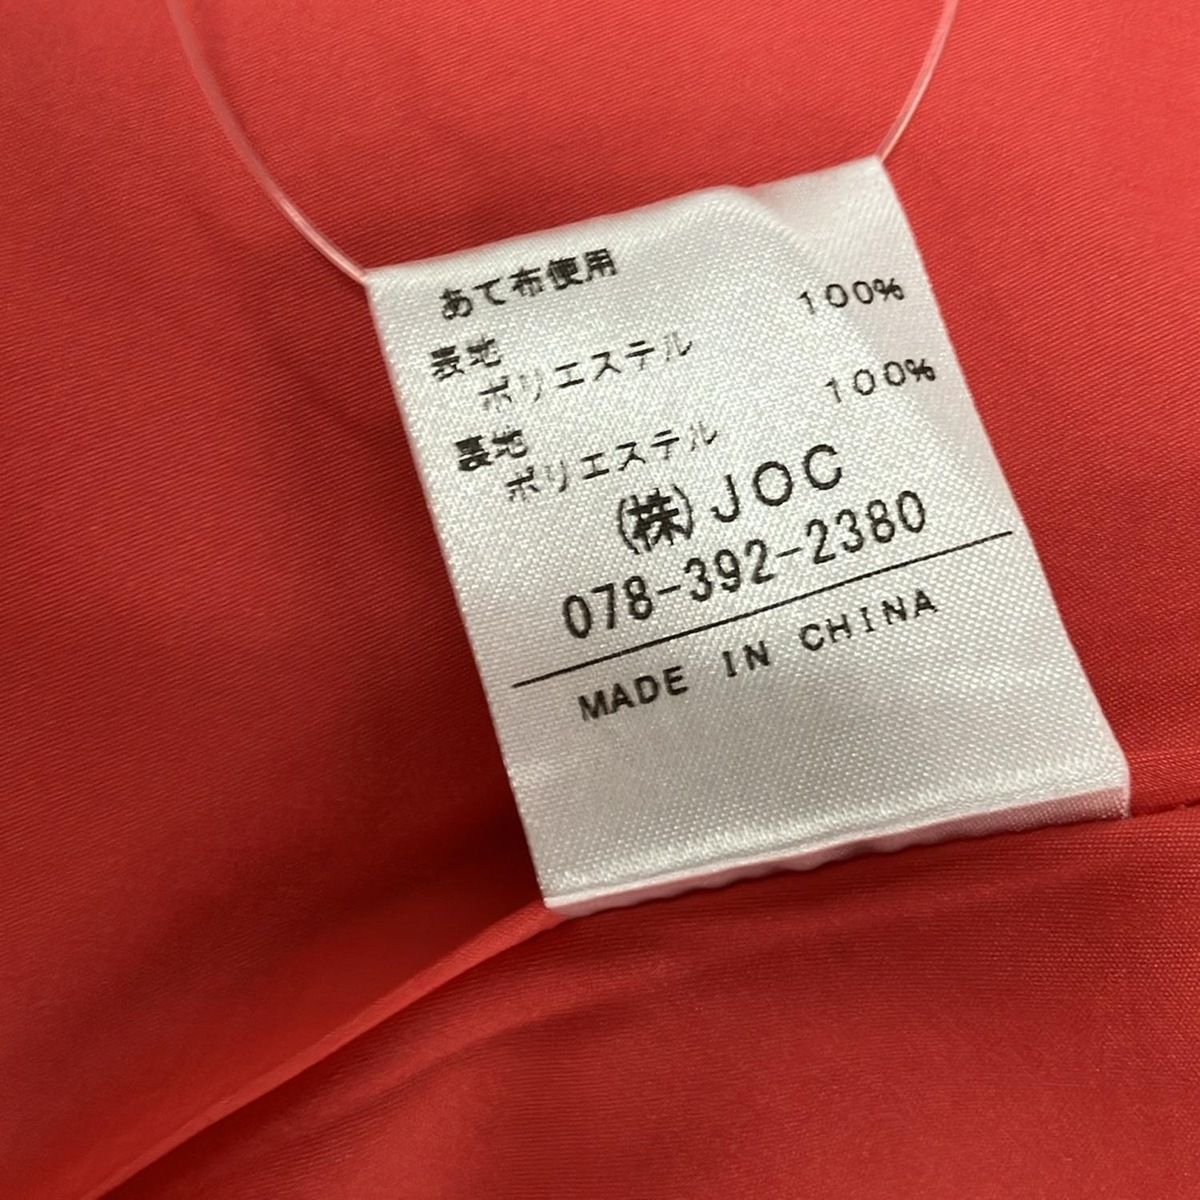 あて布使用
表地
ポリエステル 100%
裏地
ポリエステル 100%
(株)JOC
078-392-2380
MADE IN CHINA